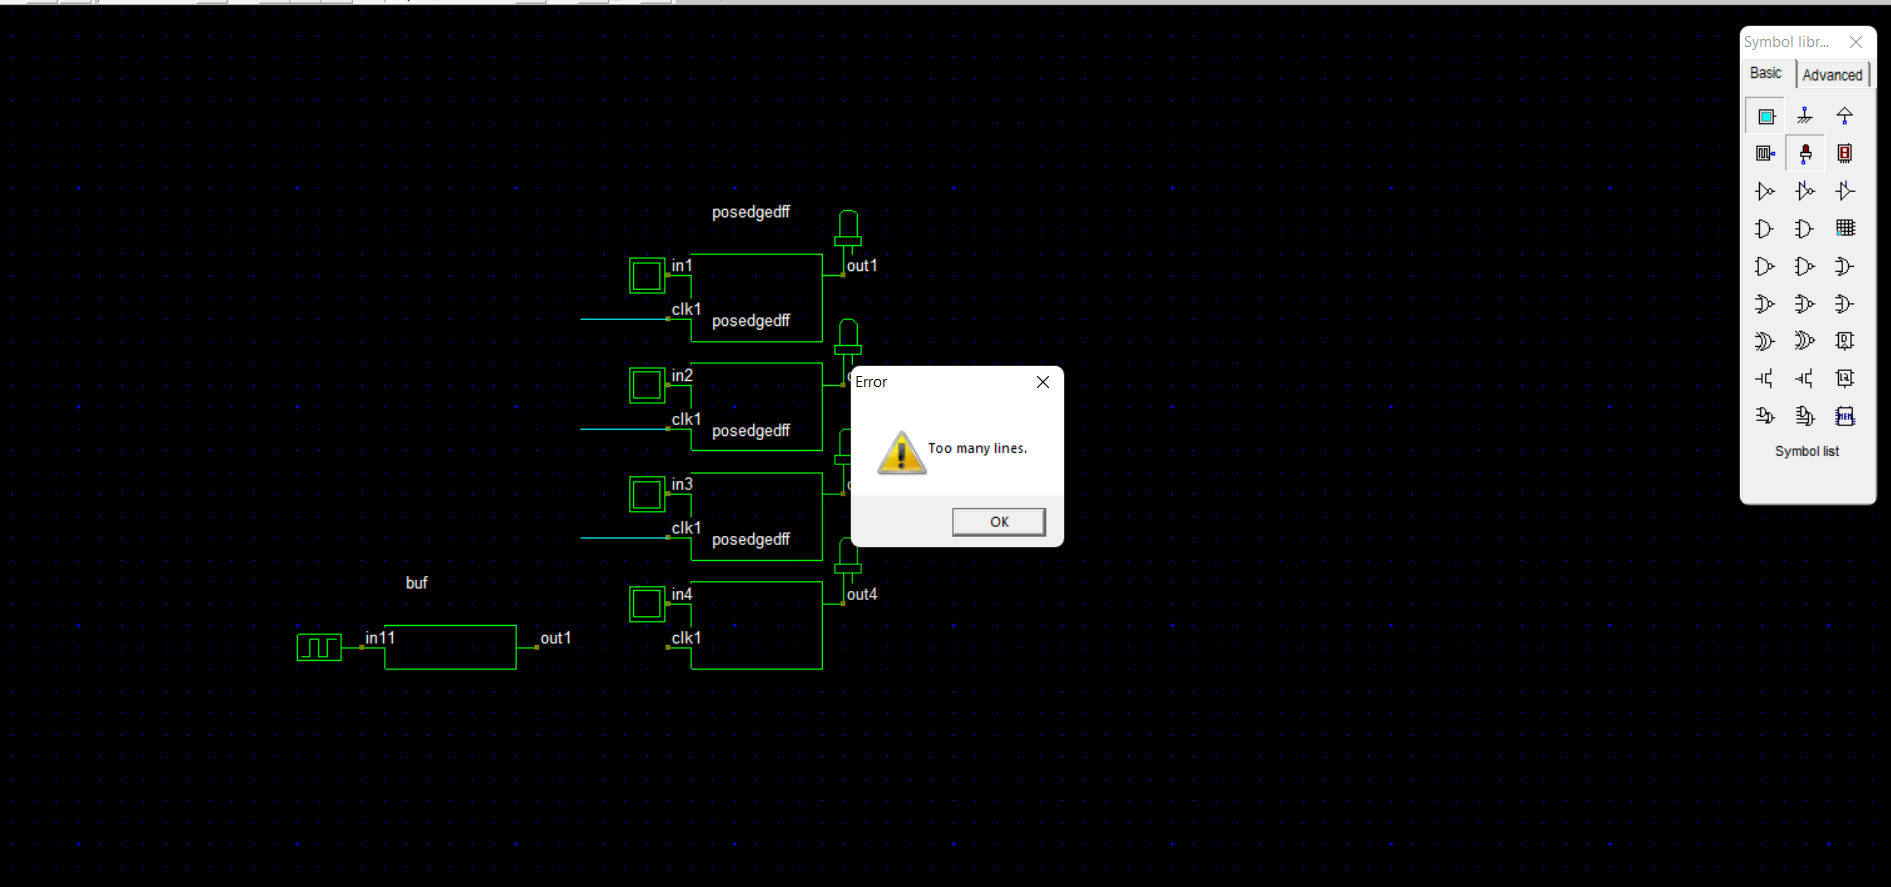 Symbol libr...
Basic
Advanced
posedgedff
in1
out1
clk1
posedgedff
in2
clk1
posedgedff
Error
Too many lines.
OK
Symbol list
in3
clk1
posedgedff
buf
in4
out4
in11
out1
clk1